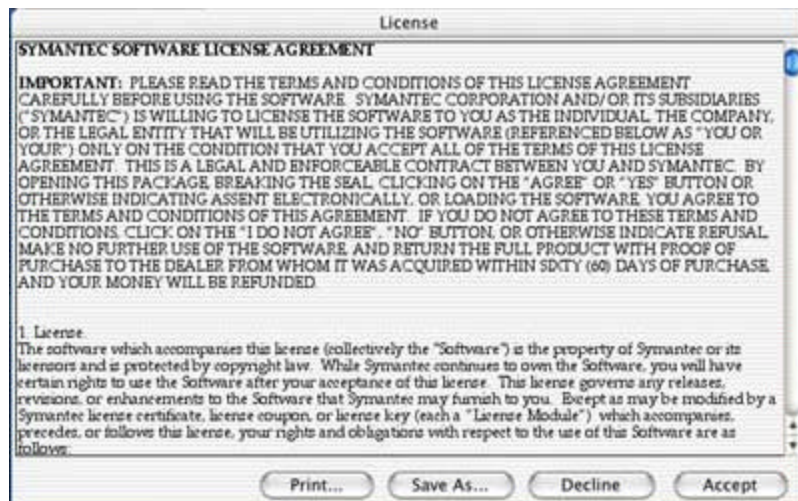 License
SYMANTEC SOFTWARE LICENSE AGREEMENT
IMPORTANT: PLEASE READ THE TERMS AND CONDITIONS OF THIS LICENSE AGREEMENT
CAREFULLY BEFORE USING THE SOFTWARE. SYMANTEC CORPORATION AND/ OR ITS SUBSIDIARIES
("SYMANTEC") IS WILLING TO LICENSE THE SOFTWARE TO YOU AS THE INDIVIDUAL, THE COMPANY,
OR THE LEGAL ENTITY THAT WILL BE UTILIZING THE SOFTWARE (REFERENCED BELOW AS "YOU OR
YOUR") ONLY ON THE CONDITION THAT YOU ACCEPT ALL OF THE TERMS OF THIS LICENSE
AGREEMENT. THIS IS A LEGAL AND ENFORCEABLE CONTRACT BETWEEN YOU AND SYMANTEC. BY
OPENING THIS PACKAGE, BREAKING THE SEAL, CLICKING ON THE "AGREE" OR "YES" BUTTON OR
OTHERWISE INDICATING ASSENT ELECTRONICALLY, OR LOADING THE SOFTWARE, YOU AGREE TO
THE TERMS AND CONDITIONS OF THIS AGREEMENT. IF YOU DO NOT AGREE TO THESE TERMS AND
CONDITIONS, CLICK ON THE "I DO NOT AGREE", "NO" BUTTON, OR OTHERWISE INDICATE REFUSAL,
MAKE NO FURTHER USE OF THE SOFTWARE, AND RETURN THE FULL PRODUCT WITH PROOF OF
PURCHASE TO THE DEALER FROM WHOM IT WAS ACQUIRED WITHIN SIXTY (60) DAYS OF PURCHASE,
AND YOUR MONEY WILL BE REFUNDED.
1. License.
The software which accompanies this license (collectively the "Software") is the property of Symantec or its
licensors and is protected by copyright law. While Symantec continues to own the Software, you will have
certain rights to use the Software after your acceptance of this license. This license governs any releases,
revisions, or enhancements to the Software that Symantec may furnish to you. Except as may be modified by a
Symantec license certificate, license coupon, or license key (each a "License Module") which accompanies,
precedes, or follows this license, your rights and obligations with respect to the use of this Software are as
follows:
Print... Save As... Decline Accept